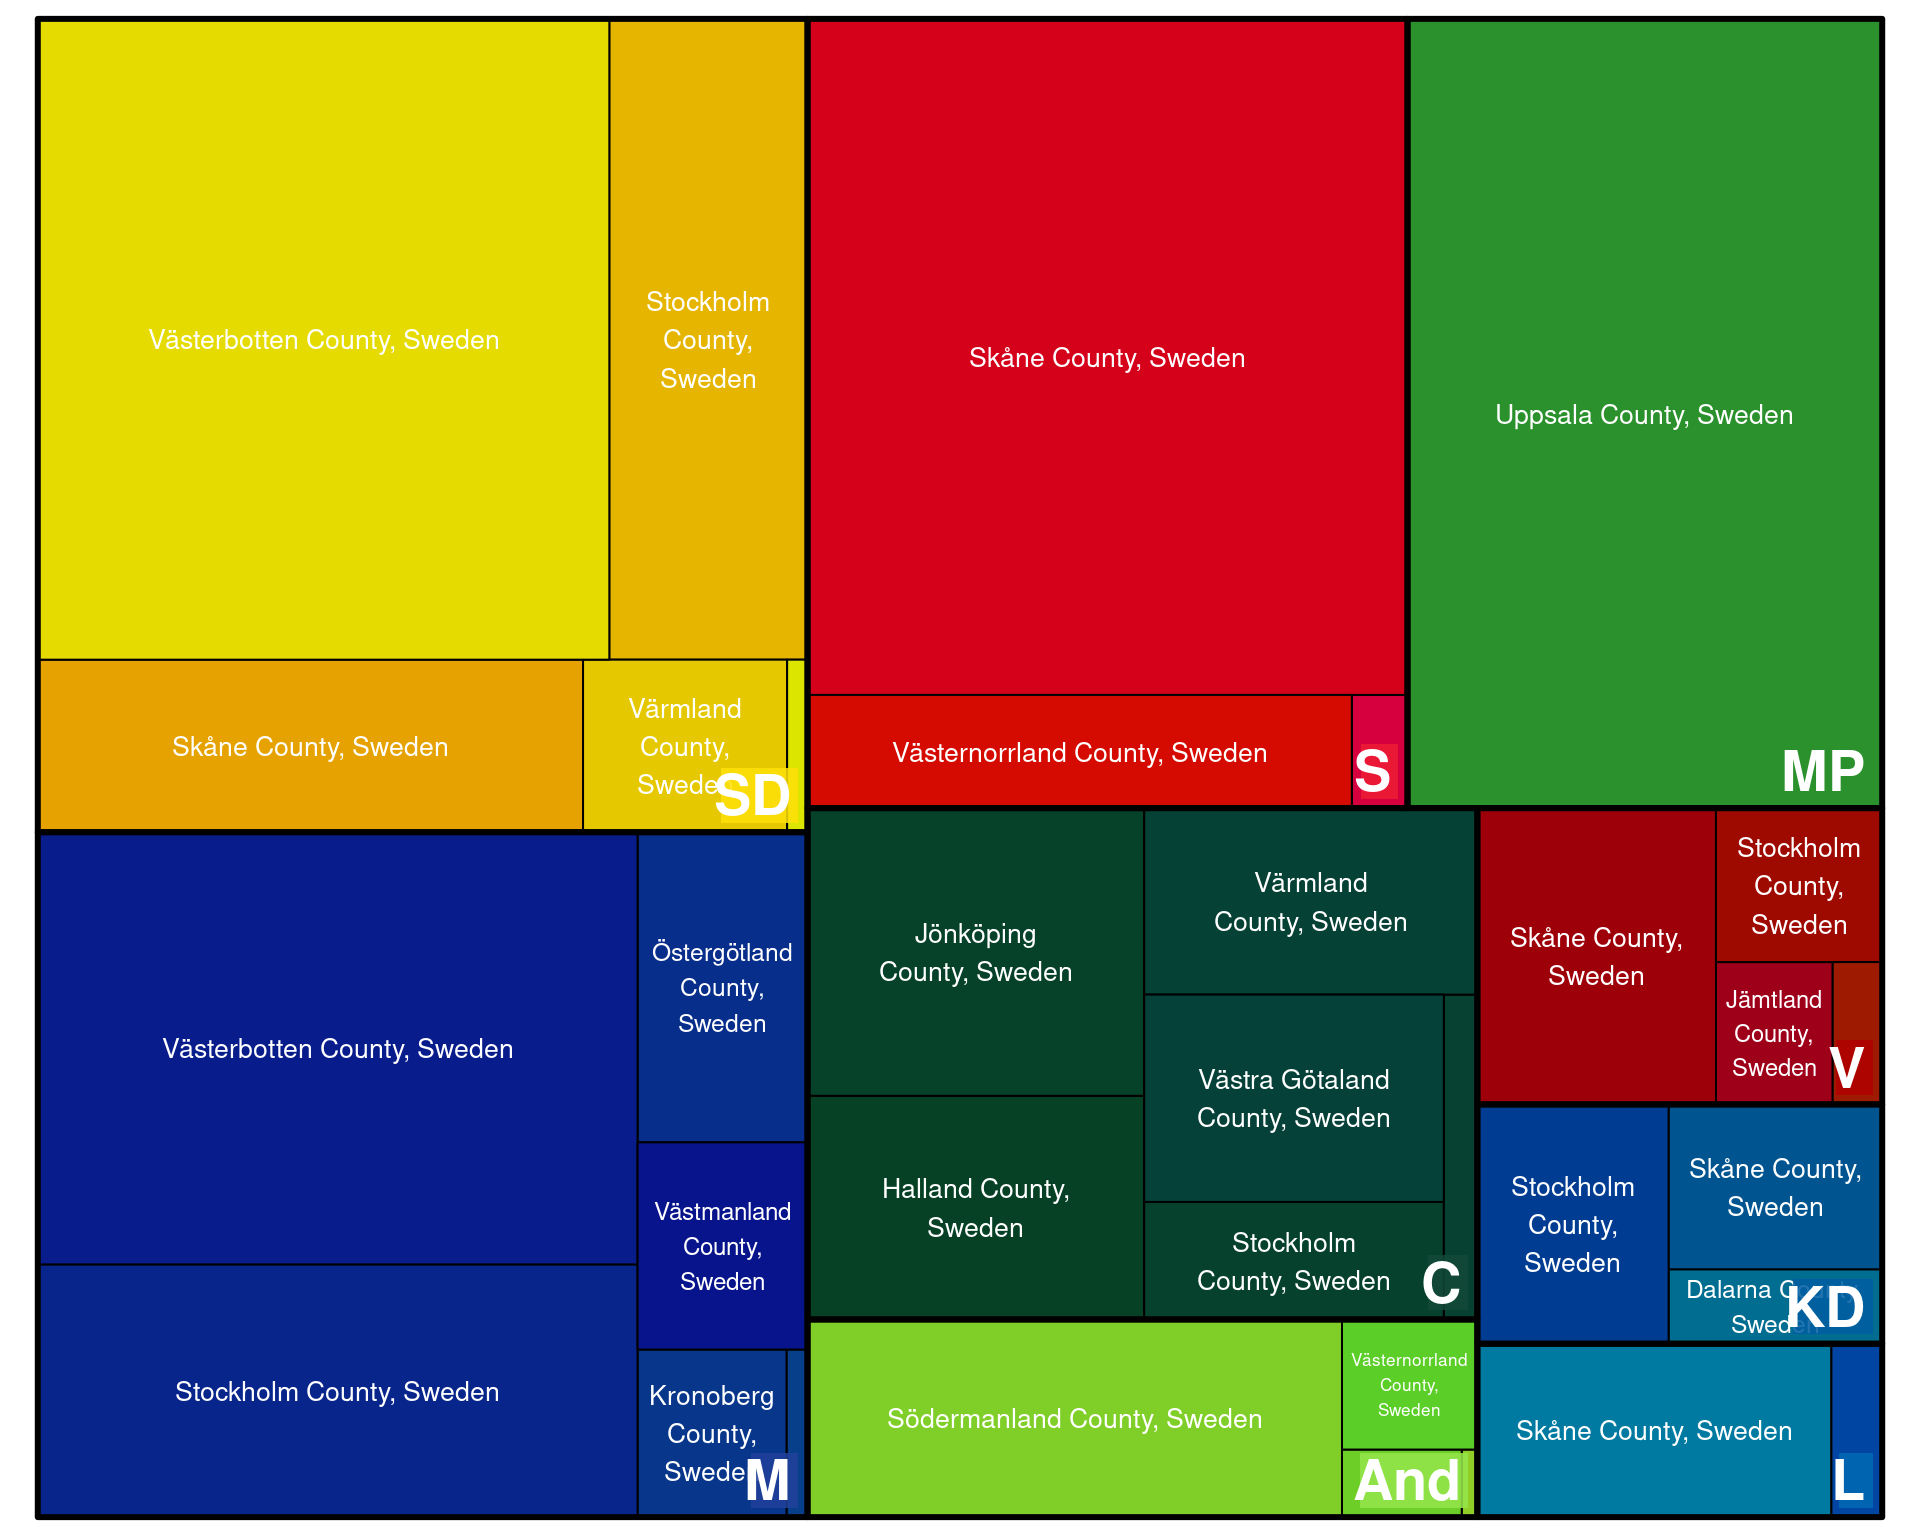 Västerbotten County, Sweden
Stockholm
County,
Sweden
Skåne County, Sweden
Värmland
County,
Sweden
SD
Skåne County, Sweden
Västernorrland County, Sweden
S
Uppsala County, Sweden
MP
Västerbotten County, Sweden
Östergötland
County,
Sweden
Västmanland
County,
Sweden
Stockholm County, Sweden
Kronoberg
County,
Sweden
M
Jönköping
County, Sweden
Värmland
County, Sweden
Halland County,
Sweden
Västra Götaland
County, Sweden
Stockholm
County, Sweden
C
Södermanland County, Sweden
Västernorrland
County,
Sweden
And
Skåne County,
Sweden
Stockholm
County,
Sweden
Jämtland
County,
Sweden
V
Stockholm
County,
Sweden
Skåne County,
Sweden
Dalarna County,
Sweden
KD
Skåne County, Sweden
L